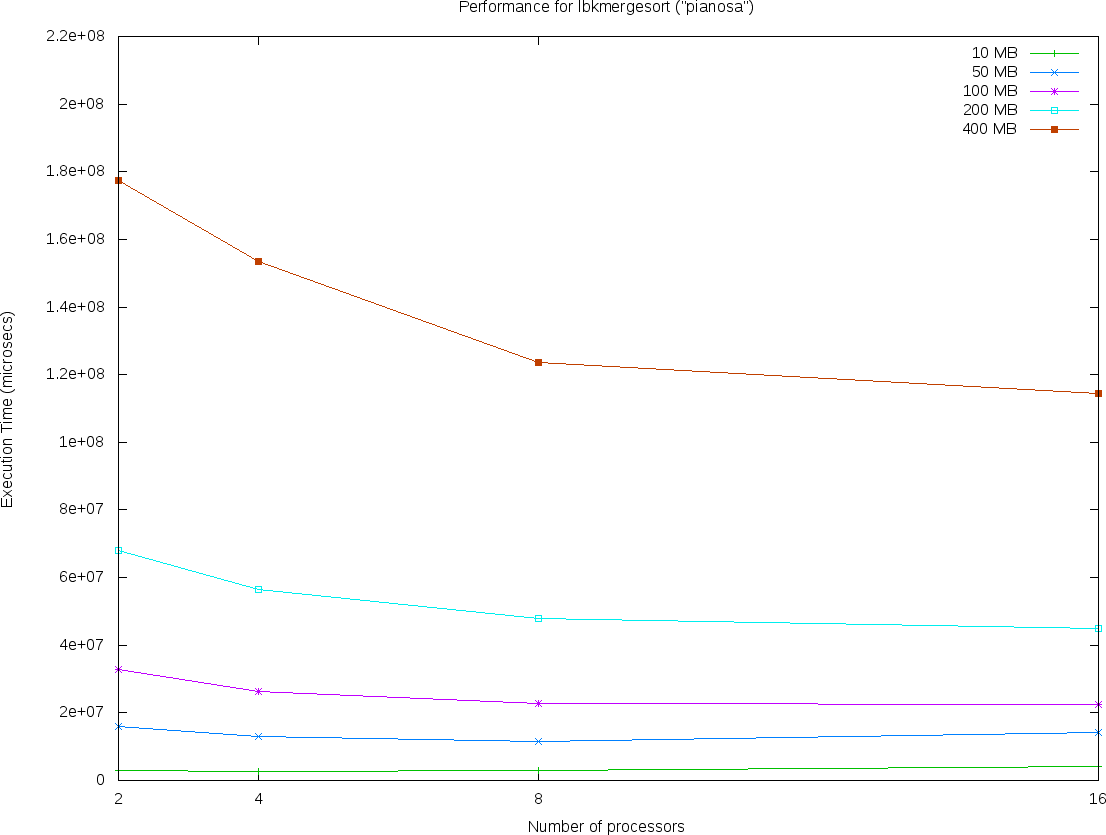 Performance for lbkmergesort ("pianosa")
2.2e+08
2e+08
1.8e+08
1.6e+08
1.4e+08
1.2e+08
1e+08
8e+07
6e+07
4e+07
2e+07
0
Execution Time (microsecs)
10 MB
50 MB
100 MB
200 MB
400 MB
2 4 8 16
Number of processors